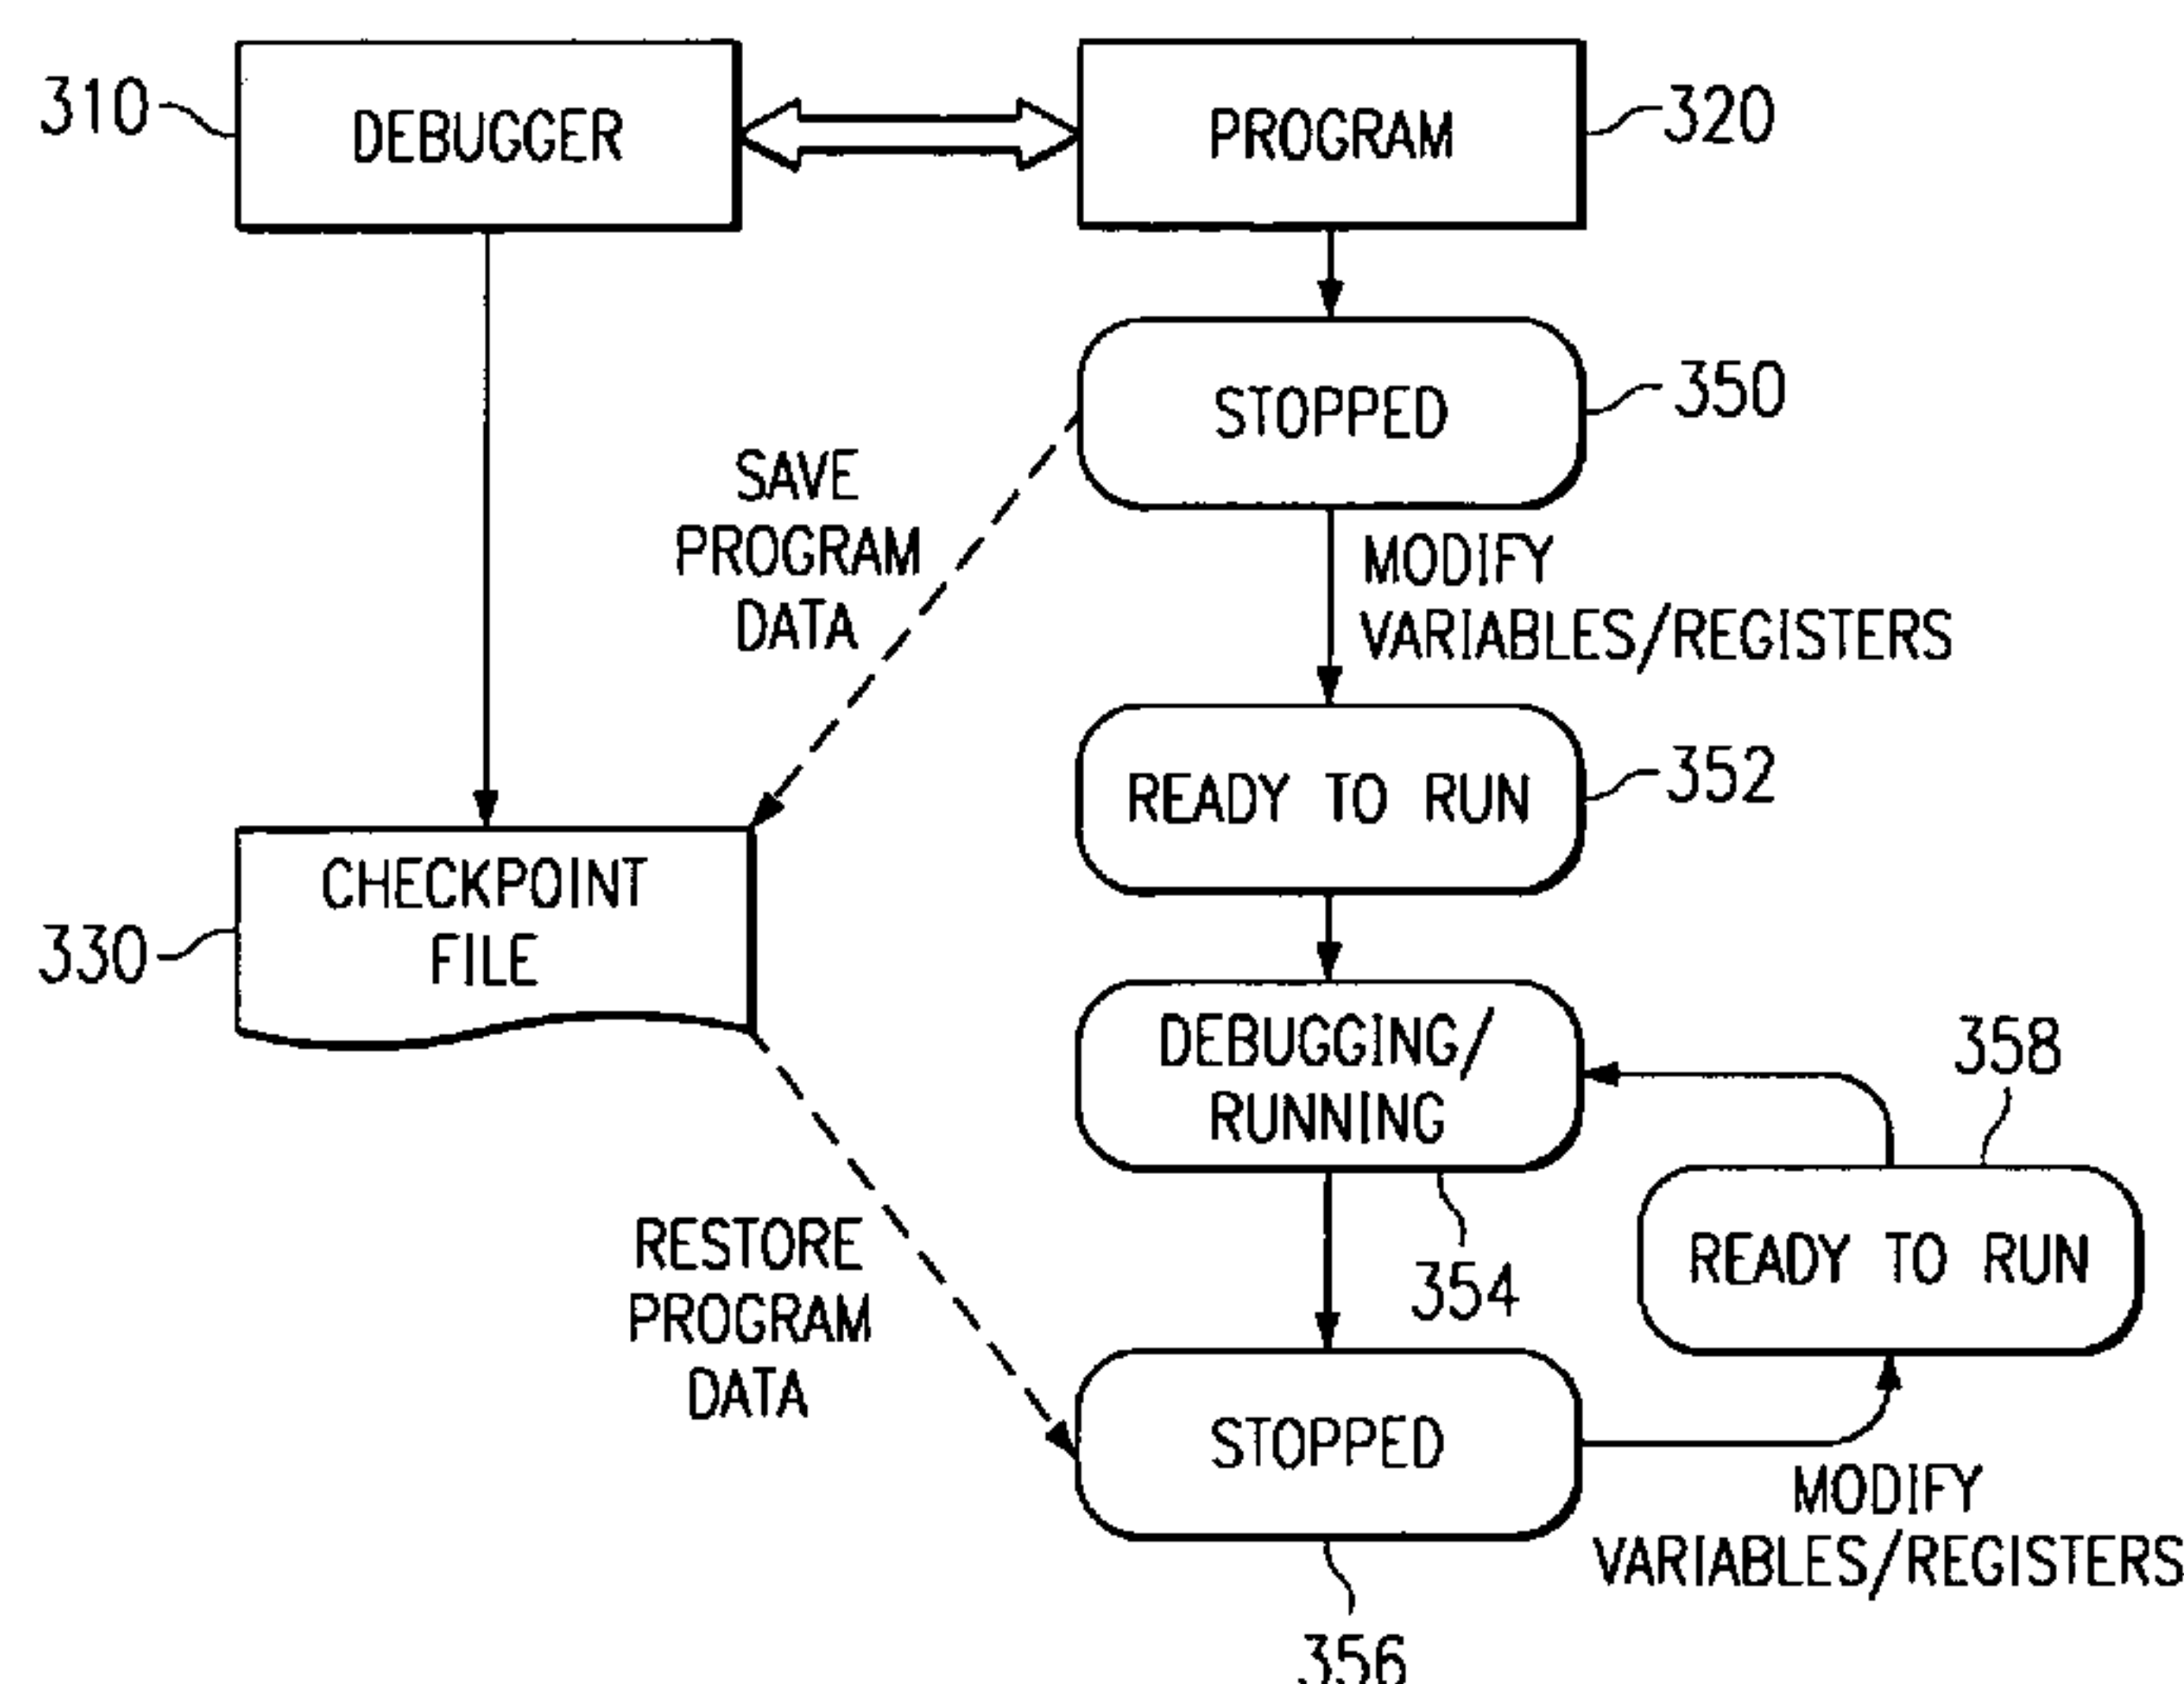 310
DEBUGGER
PROGRAM
320
STOPPED
350
SAVE
PROGRAM
DATA
MODIFY
VARIABLES/REGISTERS
READY TO RUN
352
CHECKPOINT
FILE
330
DEBUGGING/
RUNNING
354
358
READY TO RUN
RESTORE
PROGRAM
DATA
STOPPED
356
MODIFY
VARIABLES/REGISTERS